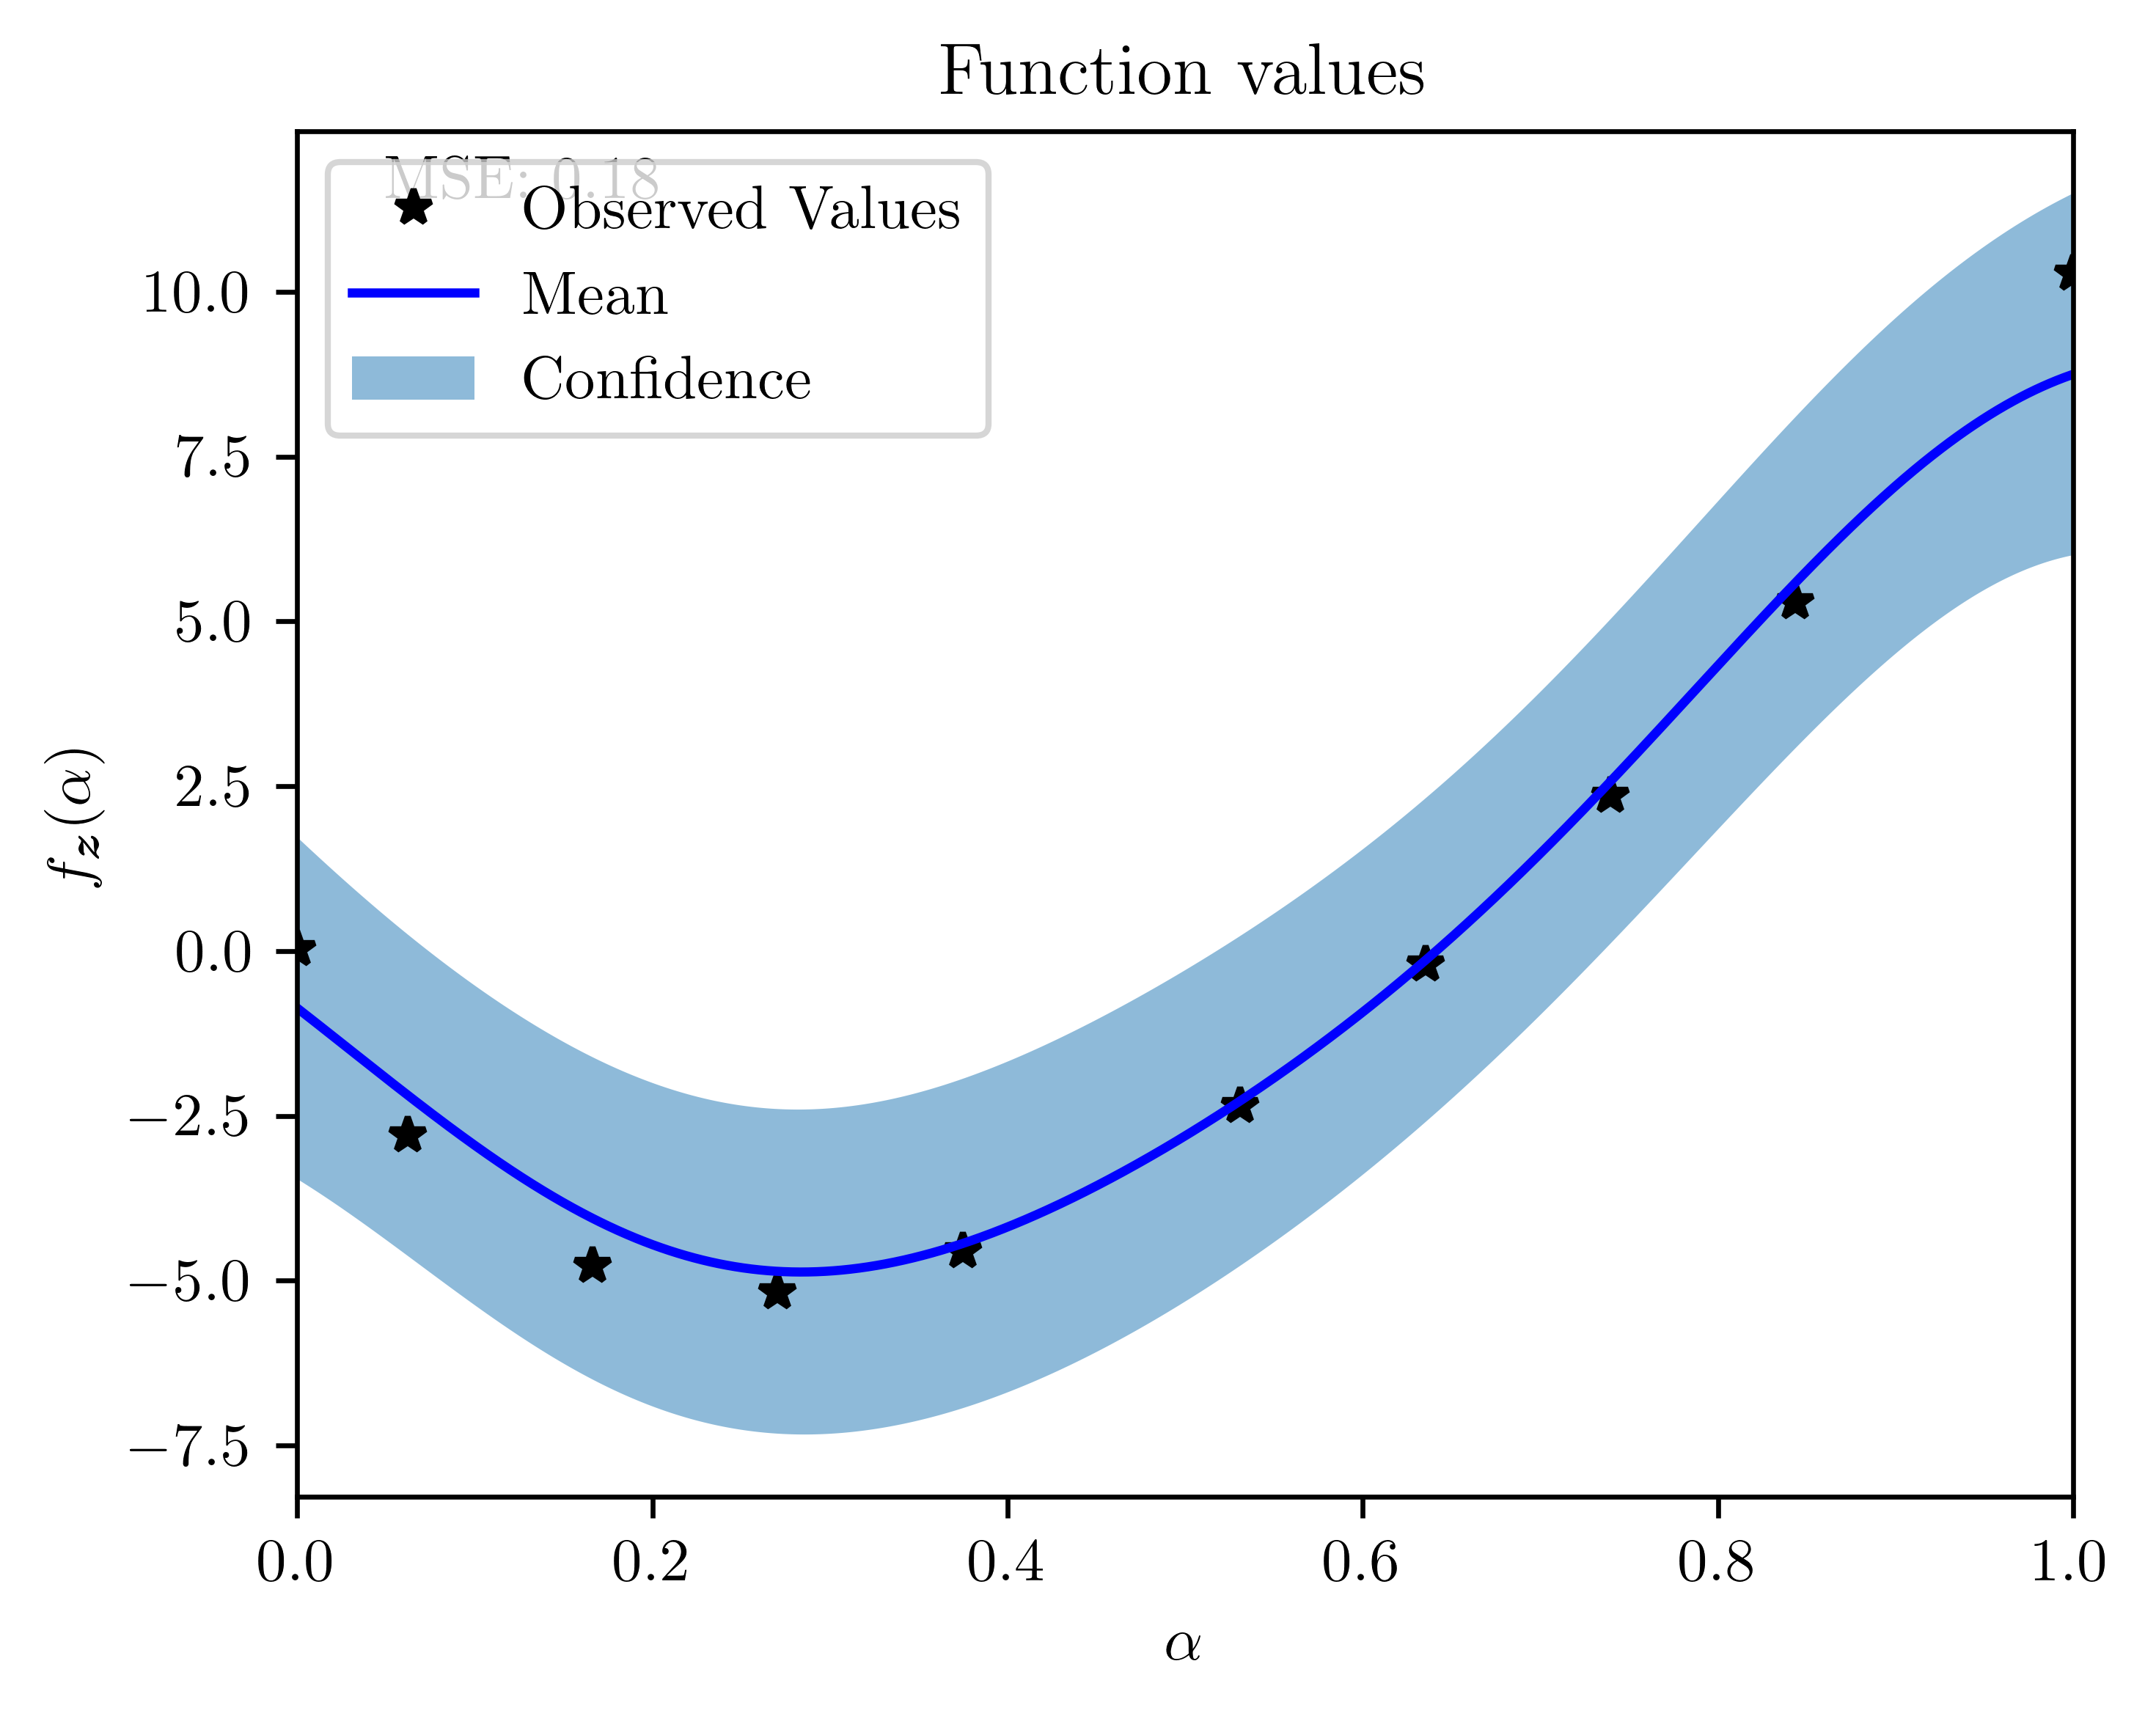 Function values
MSE: 0.18
Observed Values
Mean
Confidence
10.0
7.5
5.0
2.5
0.0
−2.5
−5.0
−7.5
f_z(α)
0.0 0.2 0.4 0.6 0.8 1.0
α